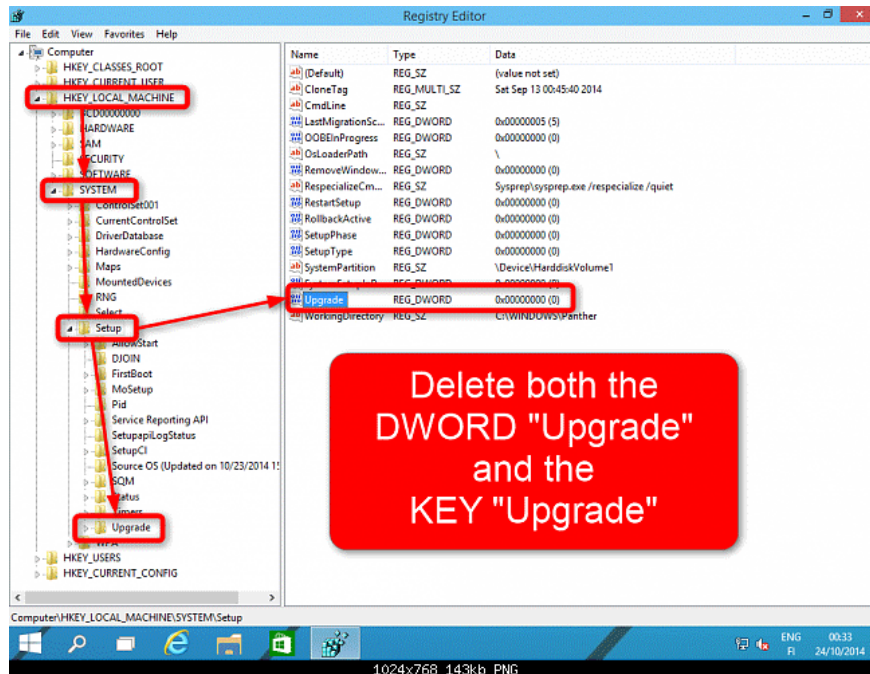 Registry Editor
File Edit View Favorites Help
Computer
HKEY_CLASSES_ROOT
HKEY_CURRENT_USER
HKEY_LOCAL_MACHINE
BCD00000000
HARDWARE
SAM
SECURITY
SOFTWARE
SYSTEM
ControlSet001
CurrentControlSet
DriverDatabase
HardwareConfig
Maps
MountedDevices
RNG
Select
Setup
AllowStart
DJOIN
FirstBoot
MoSetup
Pid
Service Reporting API
SetupapiLogStatus
SetupCl
Source OS (Updated on 10/23/2014 1
SQM
Status
Timers
Upgrade
WPA
HKEY_USERS
HKEY_CURRENT_CONFIG
Name Type Data
(Default) REG_SZ (value not set)
CloneTag REG_MULTI_SZ Sat Sep 13 00:45:40 2014
CmdLine REG_SZ
LastMigrationSc... REG_DWORD 0x00000005 (5)
OOBEInProgress REG_DWORD 0x00000000 (0)
OsLoaderPath REG_SZ \
RemoveWindow... REG_DWORD 0x00000000 (0)
RespecializeCm... REG_SZ Sysprep\sysprep.exe /respecialize /quiet
RestartSetup REG_DWORD 0x00000000 (0)
RollbackActive REG_DWORD 0x00000000 (0)
SetupPhase REG_DWORD 0x00000000 (0)
SetupType REG_DWORD 0x00000000 (0)
SystemPartition REG_SZ \Device\HarddiskVolume1
REG_DWORD 0x00000000 (0)
Upgrade REG_DWORD 0x00000000 (0)
WorkingDirectory REG_SZ C:\WINDOWS\Panther
Delete both the
DWORD "Upgrade"
and the
KEY "Upgrade"
Computer\HKEY_LOCAL_MACHINE\SYSTEM\Setup
ENG 00:33
FI 24/10/2014
1024x768 143kb PNG